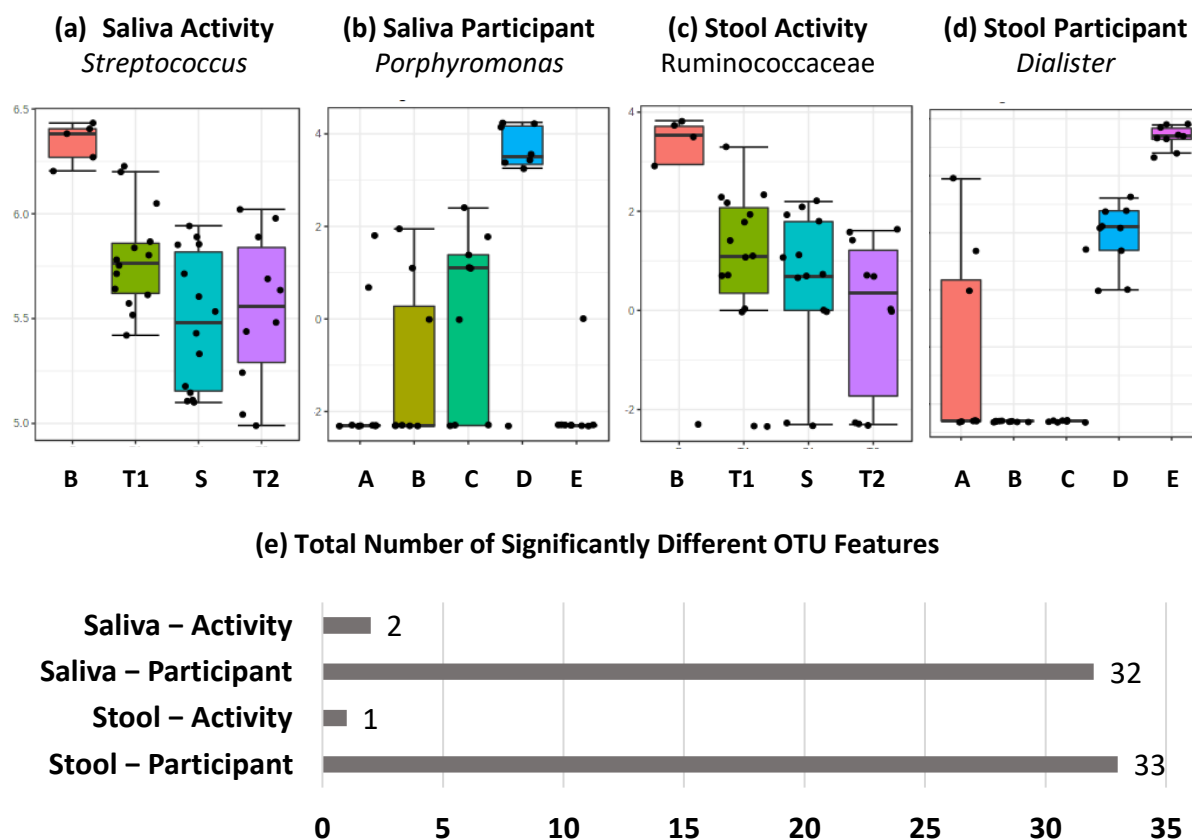 (a) Saliva Activity
Streptococcus
(b) Saliva Participant
Porphyromonas
(c) Stool Activity
Ruminococcaceae
(d) Stool Participant
Dialister
6.5
6.0
5.5
5.0
B T1 S T2
4
2
0
-2
A B C D E
4
2
0
-2
B T1 S T2
A B C D E
(e) Total Number of Significantly Different OTU Features
Saliva – Activity 2
Saliva – Participant 32
Stool – Activity 1
Stool – Participant 33
0 5 10 15 20 25 30 35